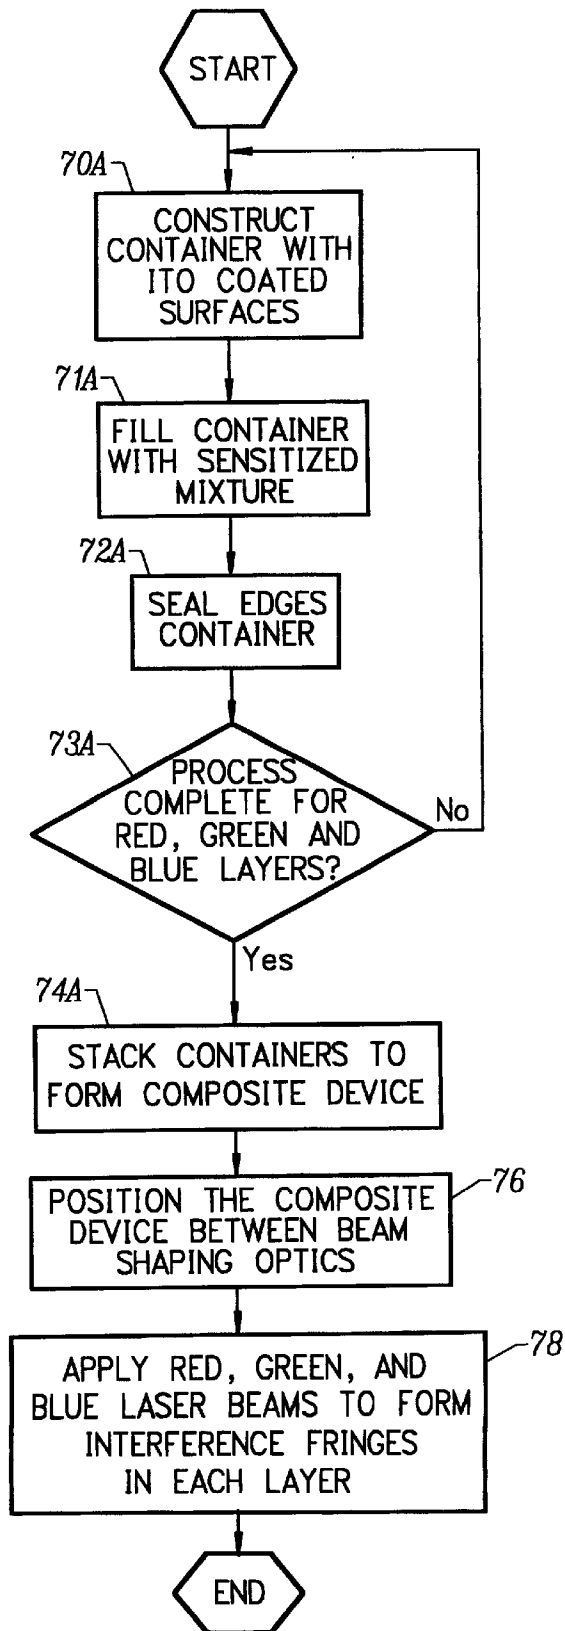 START
70A
CONSTRUCT
CONTAINER WITH
ITO COATED
SURFACES
71A
FILL CONTAINER
WITH SENSITIZED
MIXTURE
72A
SEAL EDGES
CONTAINER
73A
PROCESS
COMPLETE FOR
RED, GREEN AND
BLUE LAYERS?
No
Yes
74A
STACK CONTAINERS TO
FORM COMPOSITE DEVICE
76
POSITION THE COMPOSITE
DEVICE BETWEEN BEAM
SHAPING OPTICS
78
APPLY RED, GREEN, AND
BLUE LASER BEAMS TO FORM
INTERFERENCE FRINGES
IN EACH LAYER
END